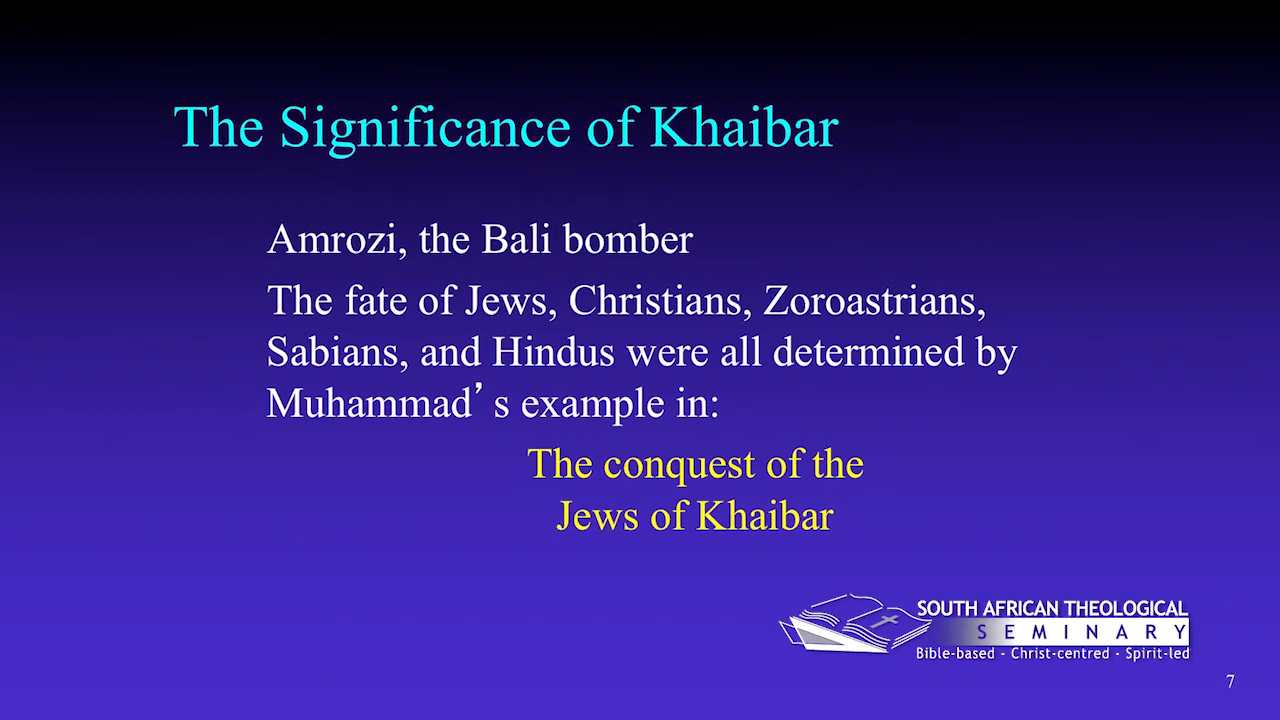 The Significance of Khaibar
Amrozi, the Bali bomber
The fate of Jews, Christians, Zoroastrians,
Sabians, and Hindus were all determined by
Muhammad’s example in:
The conquest of the
Jews of Khaibar
SOUTH AFRICAN THEOLOGICAL
SEMINARY
Bible-based - Christ-centred - Spirit-led
7